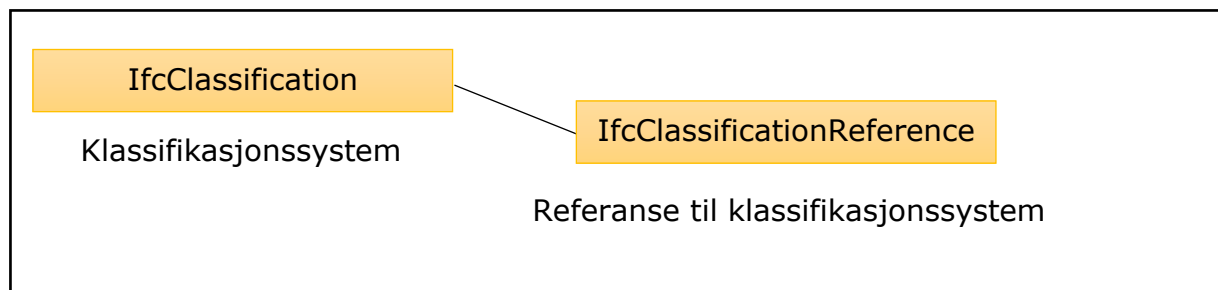 IfcClassification
Klassifikasjonssystem
IfcClassificationReference
Referanse til klassifikasjonssystem